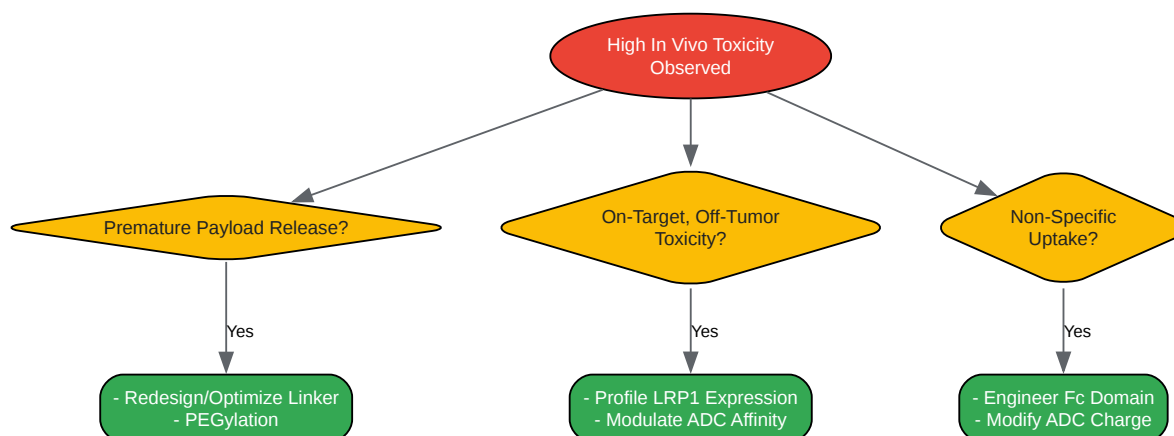 High In Vivo Toxicity
Observed
Premature Payload Release?
On-Target, Off-Tumor
Toxicity?
Non-Specific
Uptake?
Yes
Yes
Yes
- Redesign/Optimize Linker
- PEGylation
- Profile LRP1 Expression
- Modulate ADC Affinity
- Engineer Fc Domain
- Modify ADC Charge